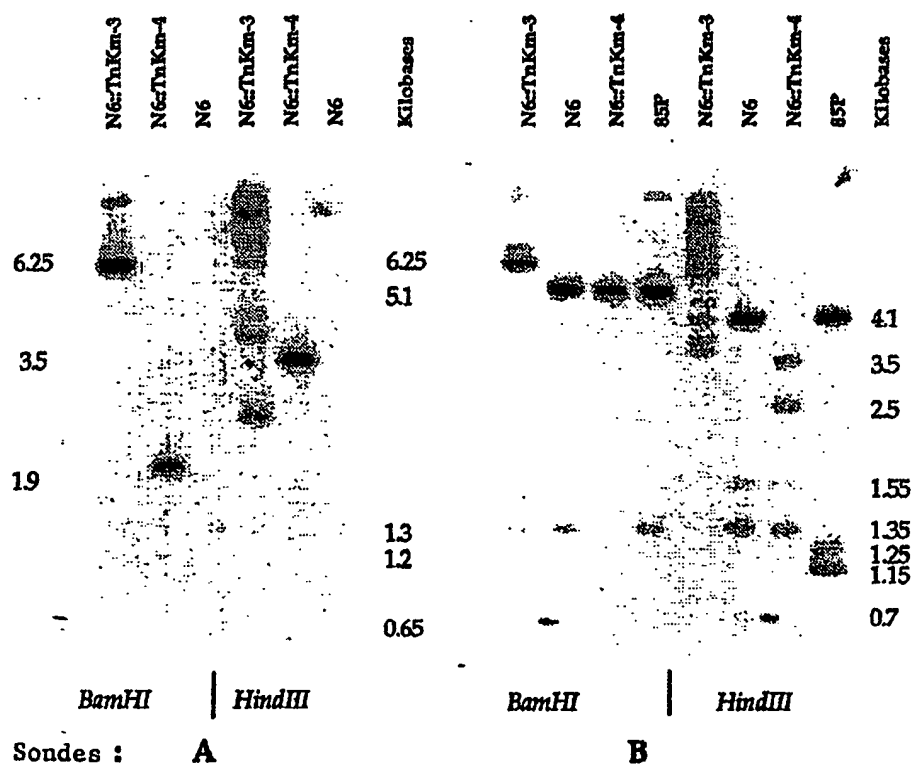 N6::TnKm-3
N6::TnKm-4
N6
N6::TnKm-3
N6::TnKm-4
N6
Kilobases
N6::TnKm-3
N6
N6::TnKm-4
85P
N6::TnKm-3
N6
N6::TnKm-4
85P
Kilobases
6.25
3.5
1.9
6.25
5.1
1.3
1.2
0.65
4.1
3.5
2.5
1.55
1.35
1.25
1.15
0.7
BamHI HindIII
BamHI HindIII
Sondes : A B